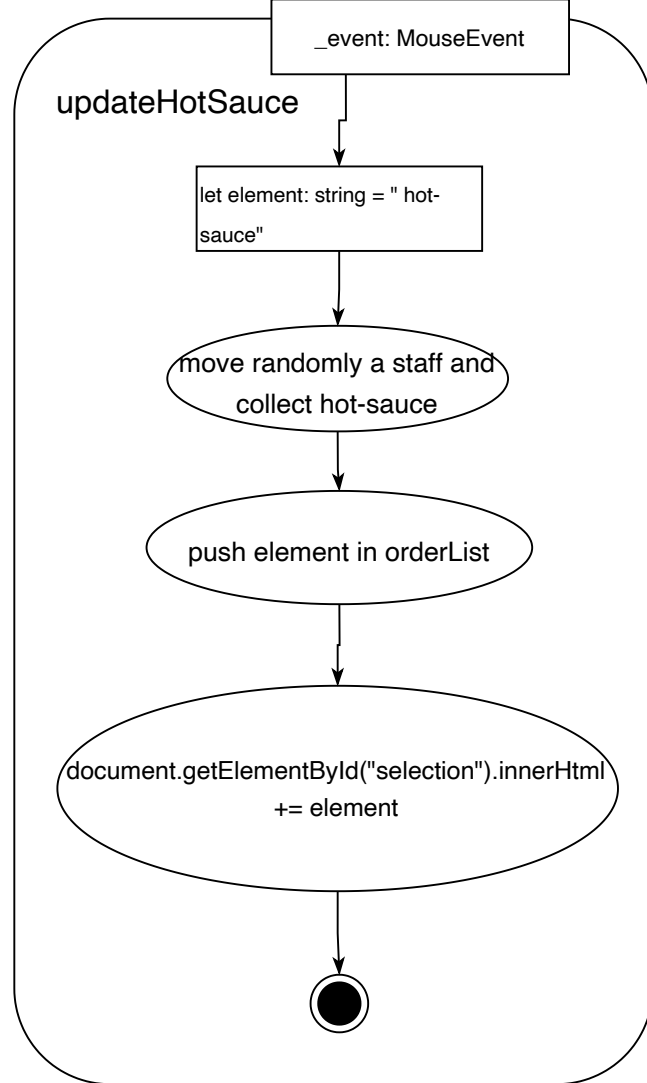 _event: MouseEvent
updateHotSauce
let element: string = " hot-
sauce"
move randomly a staff and
collect hot-sauce
push element in orderList
document.getElementById("selection").innerHtml
+= element